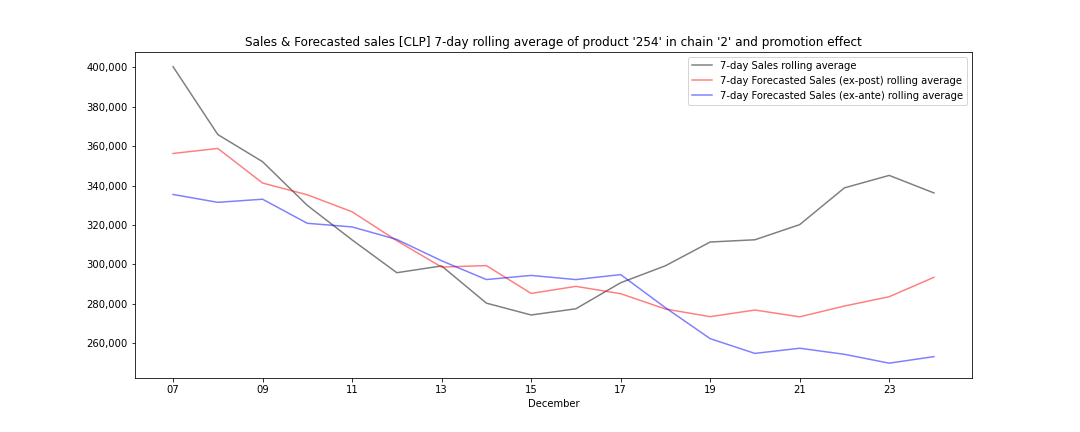 Sales & Forecasted sales [CLP] 7-day rolling average of product '254' in chain '2' and promotion effect
7-day Sales rolling average
7-day Forecasted Sales (ex-post) rolling average
7-day Forecasted Sales (ex-ante) rolling average
400,000
380,000
360,000
340,000
320,000
300,000
280,000
260,000
07 09 11 13 15 17 19 21 23
December